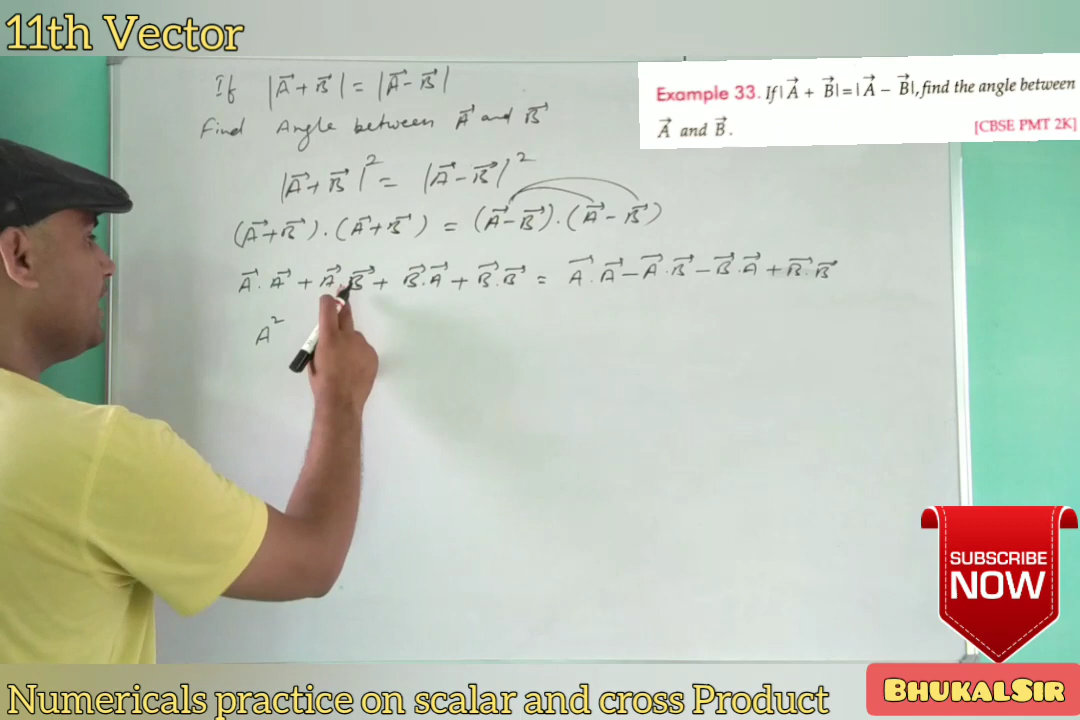 11th Vector
If |A⃗ + B⃗| = |A⃗ - B⃗|
Find Angle between A⃗ and B⃗
|A⃗ + B⃗|² = |A⃗ - B⃗|²
(A⃗ + B⃗) . (A⃗ + B⃗) = (A⃗ - B⃗) . (A⃗ - B⃗)
A⃗ . A⃗ + A⃗ . B⃗ + B⃗ . A⃗ + B⃗ . B⃗ = A⃗ . A⃗ - A⃗ . B⃗ - B⃗ . A⃗ + B⃗ . B⃗
A²
Example 33. If |A⃗ + B⃗| = |A⃗ - B⃗|, find the angle between
A⃗ and B⃗. [CBSE PMT 2K]
SUBSCRIBE
NOW
Numericals practice on scalar and cross Product
BHUKALSIR